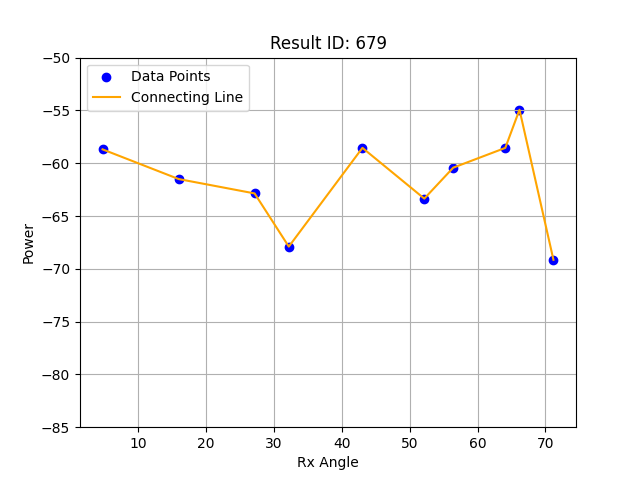 Result ID: 679
Data Points
Connecting Line
−50
−55
−60
−65
−70
−75
−80
−85
Power
10 20 30 40 50 60 70
Rx Angle